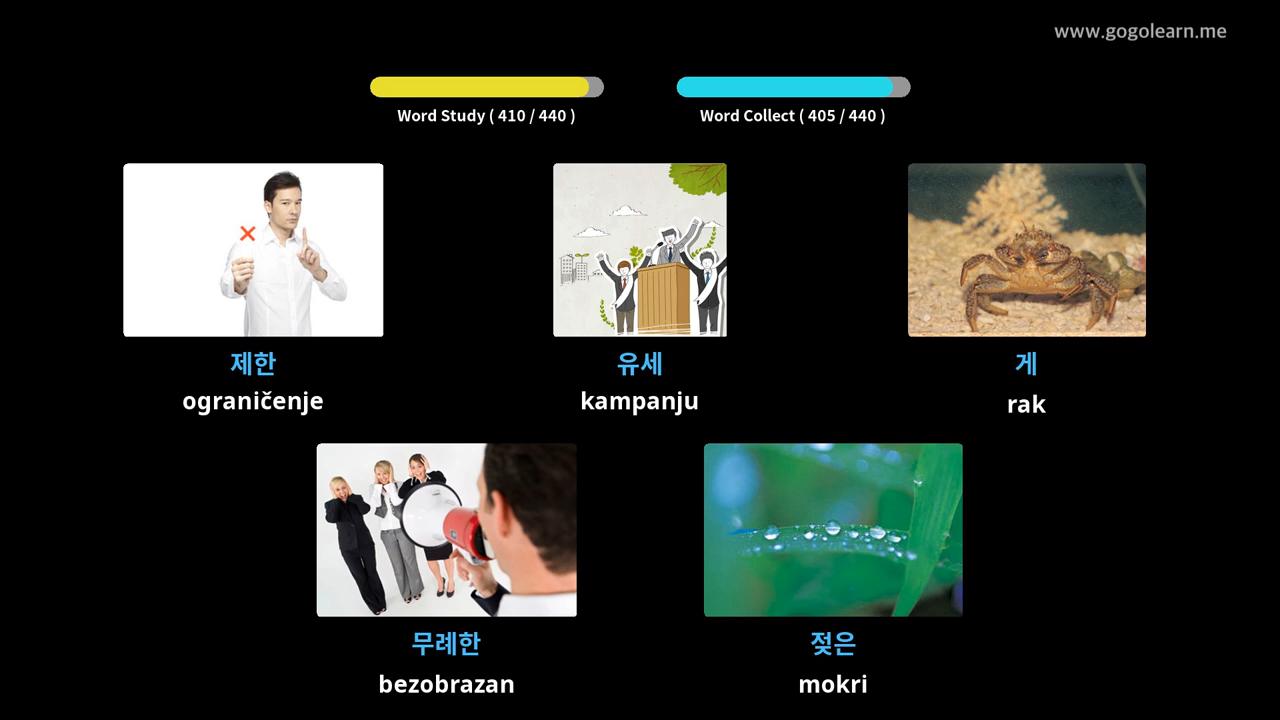 www.gogolearn.me
Word Study ( 410 / 440 )
Word Collect ( 405 / 440 )
제한
ograničenje
유세
kampanju
게
rak
무례한
bezobrazan
젖은
mokri